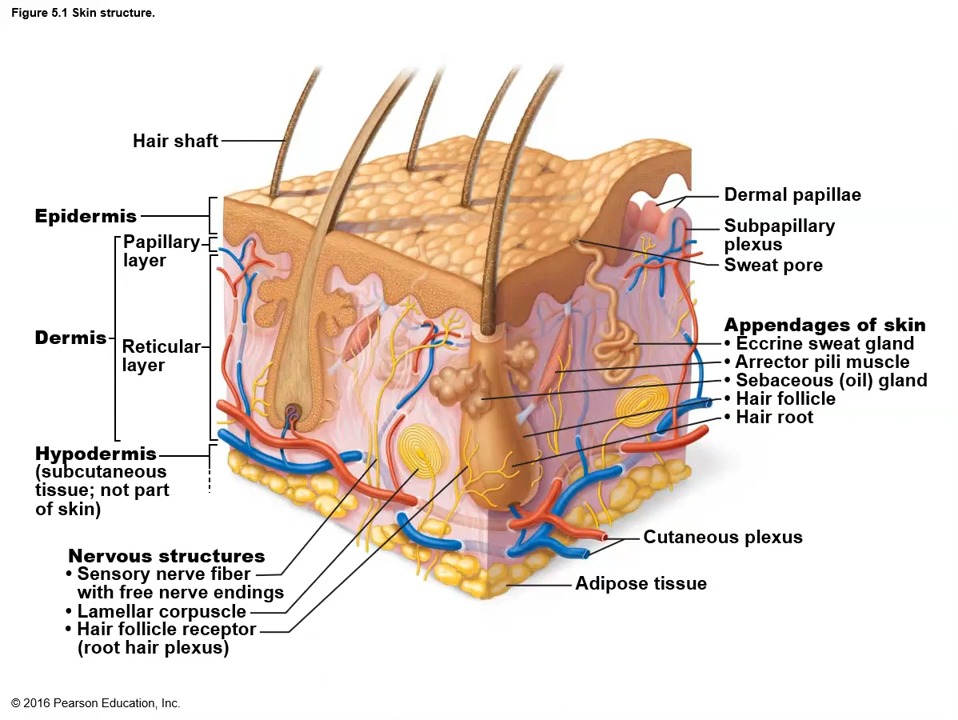 Figure 5.1 Skin structure.
Hair shaft
Epidermis
Papillary
layer
Dermis
Reticular
layer
Hypodermis
(subcutaneous
tissue; not part
of skin)
Nervous structures
• Sensory nerve fiber
with free nerve endings
• Lamellar corpuscle
• Hair follicle receptor
(root hair plexus)
Dermal papillae
Subpapillary
plexus
Sweat pore
Appendages of skin
• Eccrine sweat gland
• Arrector pili muscle
• Sebaceous (oil) gland
• Hair follicle
• Hair root
Cutaneous plexus
Adipose tissue
© 2016 Pearson Education, Inc.